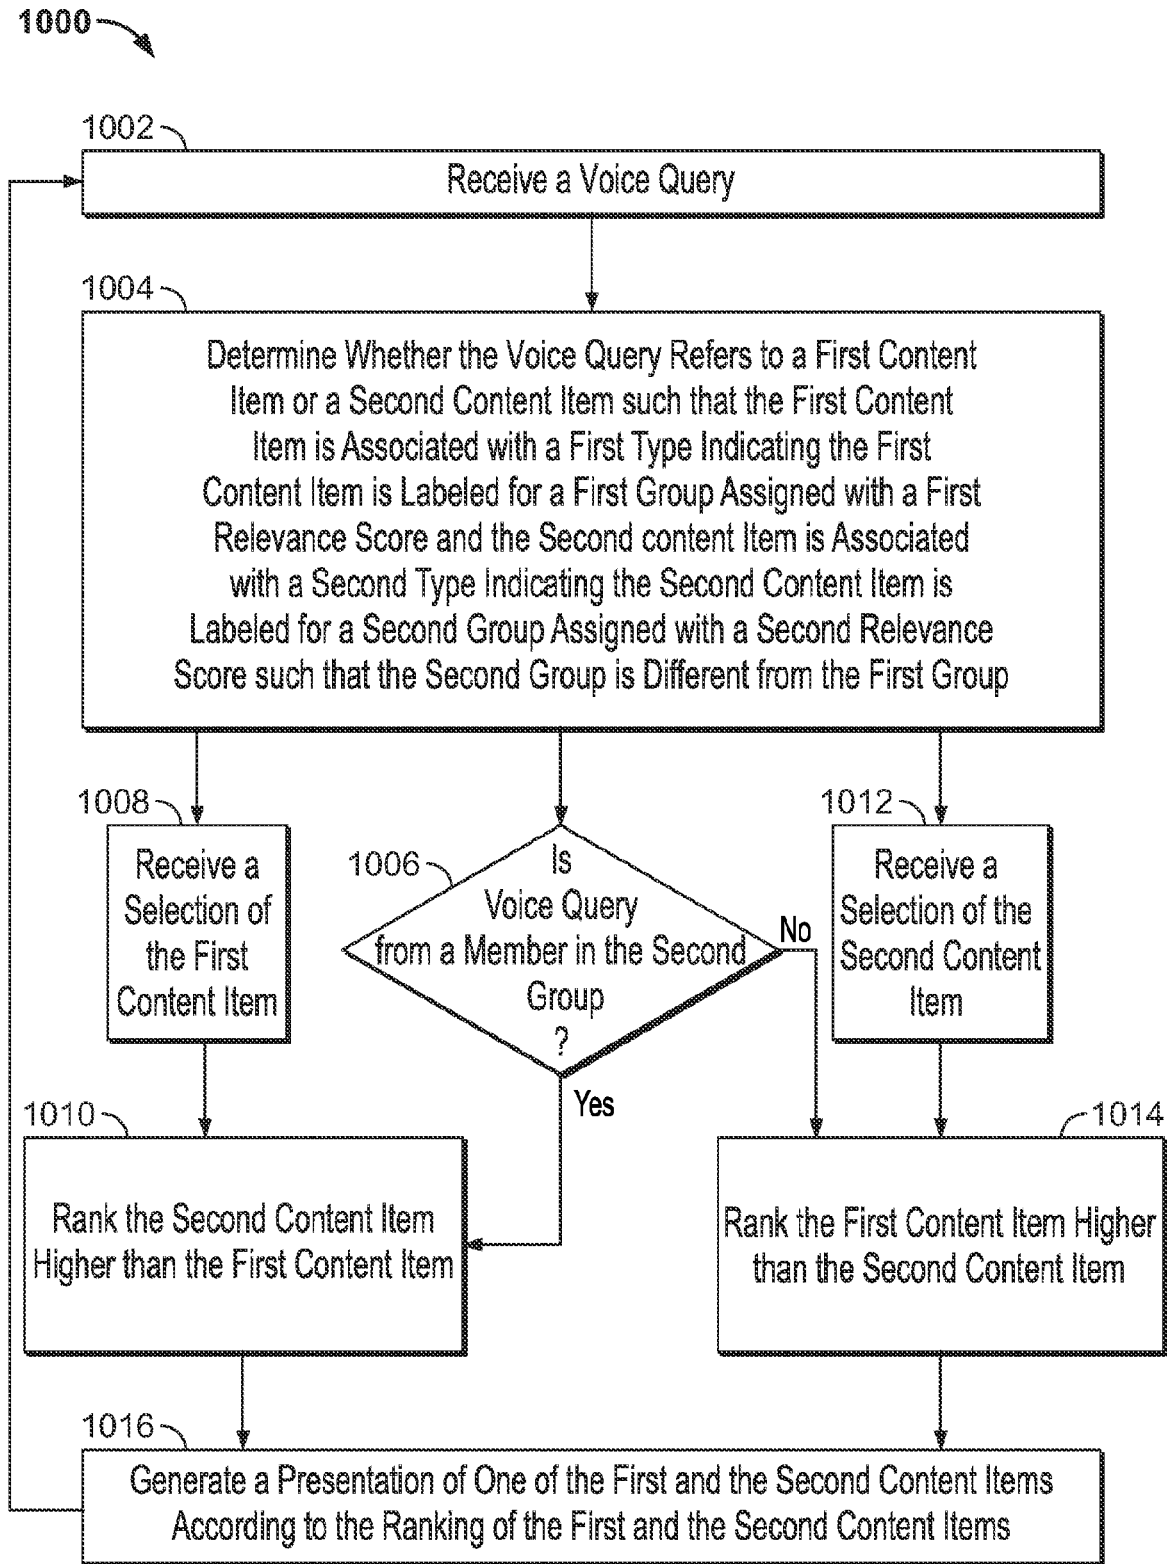 1000
1002
Receive a Voice Query
1004
Determine Whether the Voice Query Refers to a First Content
Item or a Second Content Item such that the First Content
Item is Associated with a First Type Indicating the First
Content Item is Labeled for a First Group Assigned with a First
Relevance Score and the Second content Item is Associated
with a Second Type Indicating the Second Content Item is
Labeled for a Second Group Assigned with a Second Relevance
Score such that the Second Group is Different from the First Group
1008
Receive a
Selection of
the First
Content Item
1006
Is
Voice Query
from a Member in the Second
Group
?
No
Yes
1012
Receive a
Selection of the
Second Content
Item
1010
Rank the Second Content Item
Higher than the First Content Item
1014
Rank the First Content Item Higher
than the Second Content Item
1016
Generate a Presentation of One of the First and the Second Content Items
According to the Ranking of the First and the Second Content Items